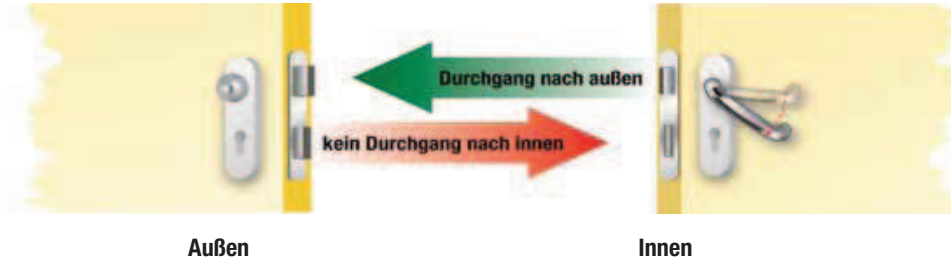 Durchgang nach außen
kein Durchgang nach innen
Außen
Innen